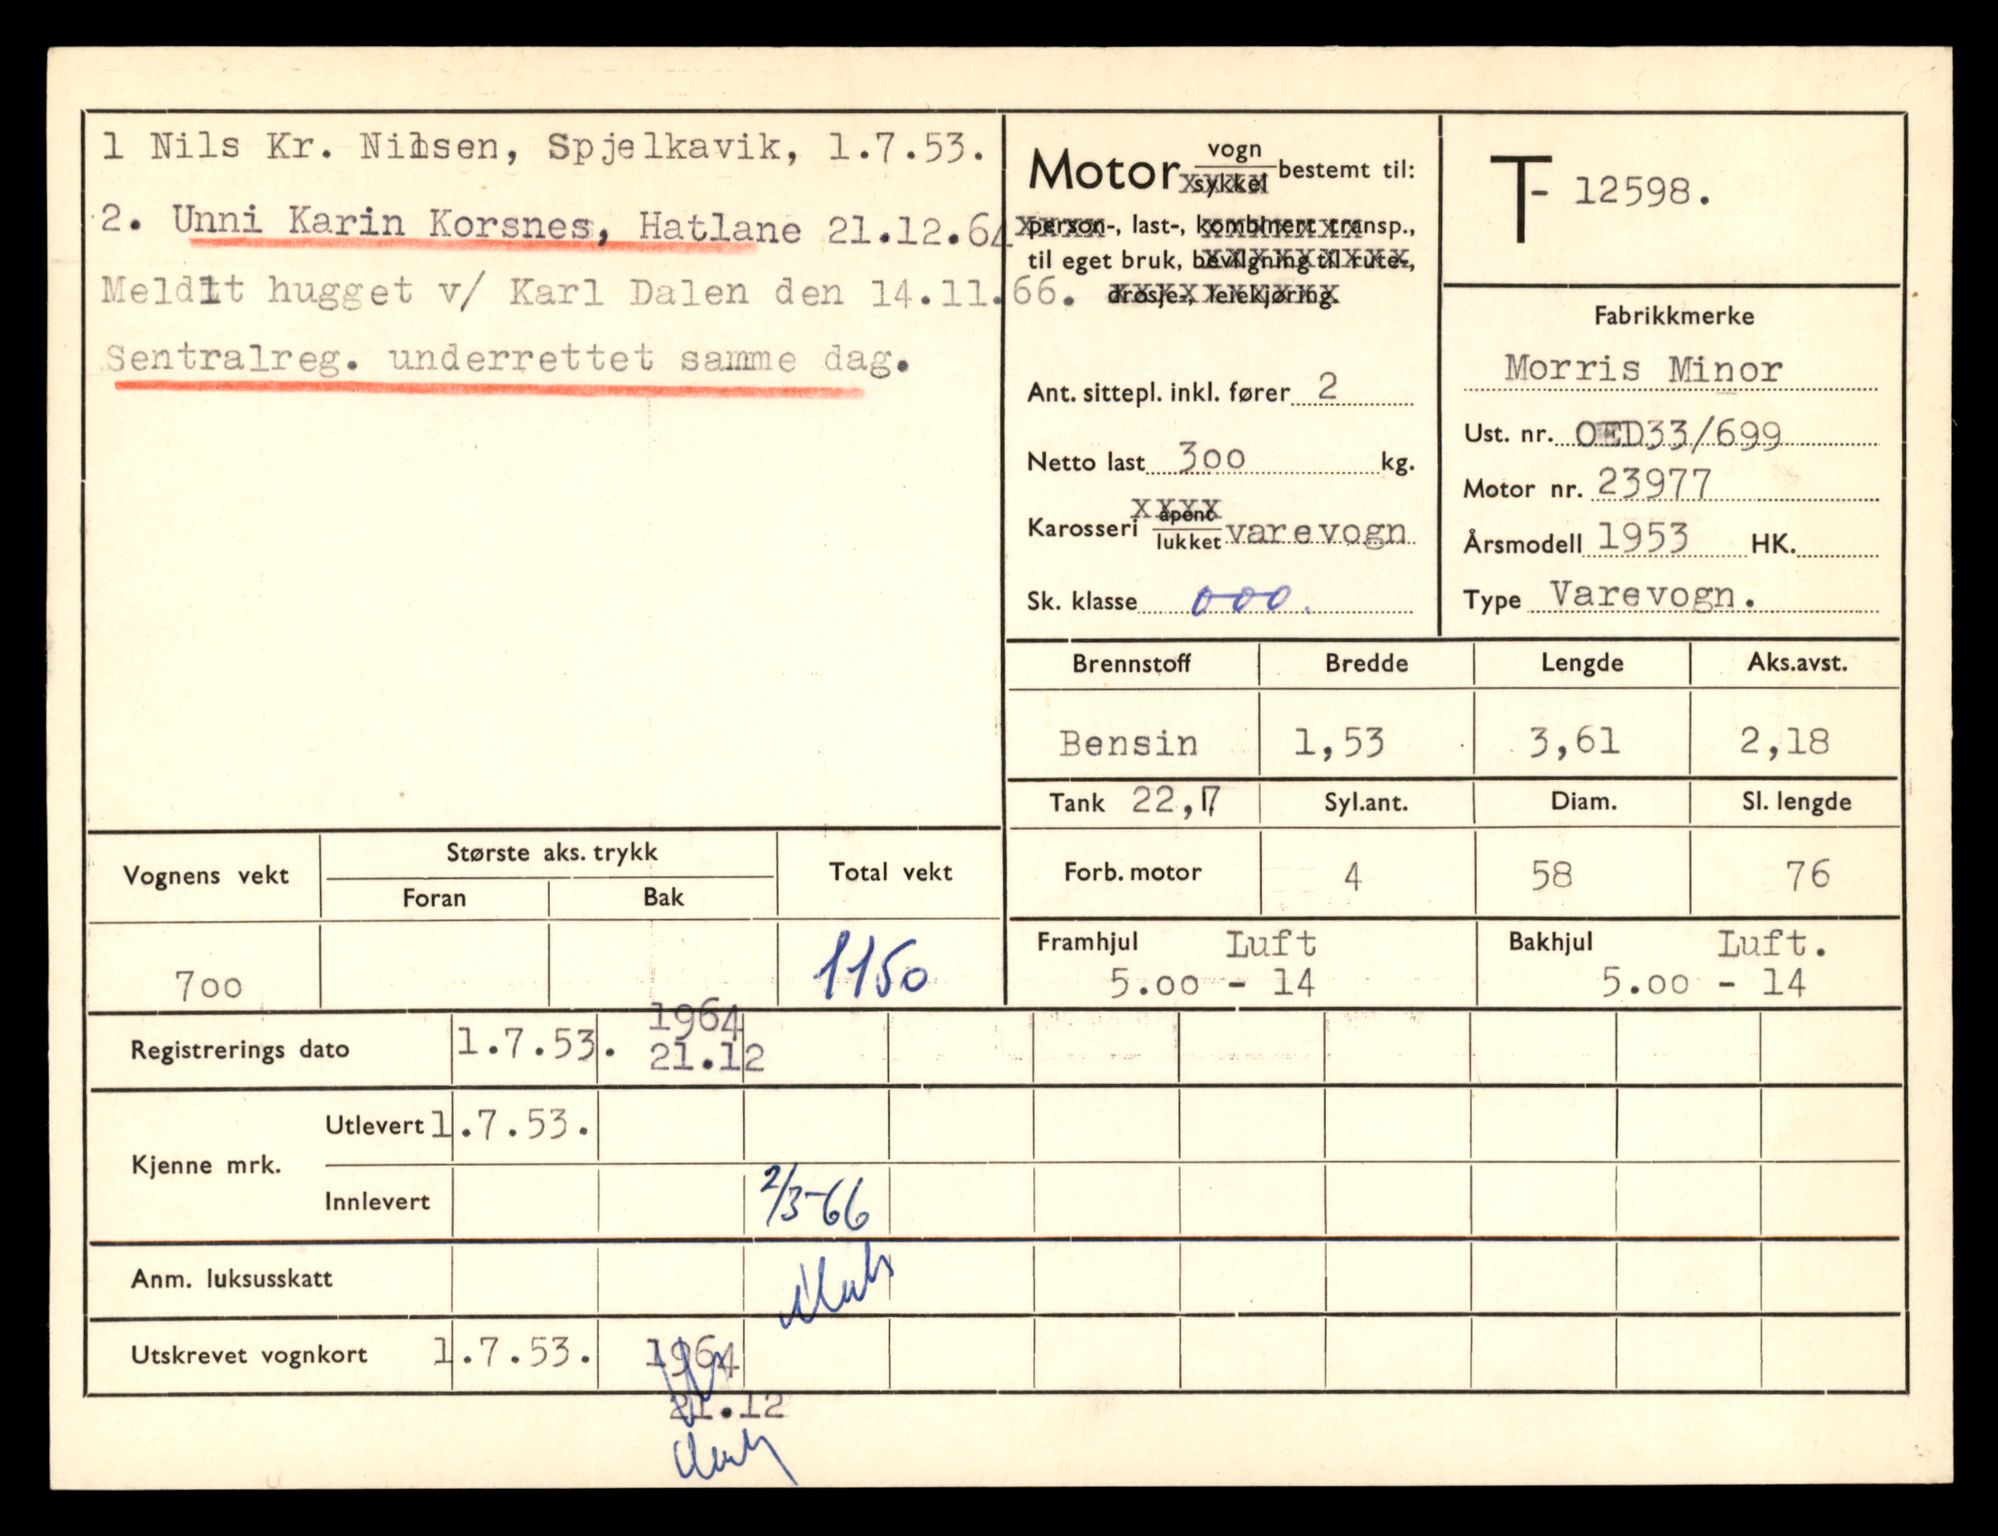 1 Nils Kr. Nilsen, Spjelkavik, 1.7.53.
2. Unni Karin Korsnes, Hatlane 21.12.64
Meldt hugget v/ Karl Dalen den 14.11.66.
Sentralreg. underrettet samme dag.
Motor vogn sykkel bestemt til:
person-, last-, kombinert transp.,
til eget bruk, bevilgning til rute-,
drosje-, leiekjøring.
Ant. sittepl. inkl. fører 2
Netto last 300 kg.
Karosseri åpent lukket varevogn
Sk. klasse 000.
T- 12598.
Fabrikkmerke
Morris Minor
Ust. nr. OED33/699
Motor nr. 23977
Årsmodell 1953 HK.
Type Varevogn.
Brennstoff Bredde Lengde Aks.avst.
Bensin 1,53 3,61 2,18
Tank 22,7 Syl.ant. Diam. Sl. lengde
Forb. motor 4 58 76
Framhjul Luft Bakhjul Luft.
5.00 - 14 5.00 - 14
Vognens vekt Største aks. trykk Total vekt
Foran Bak
700 1150
Registrerings dato 1.7.53. 1964
21.12
Kjenne mrk. Utlevert 1.7.53.
Innlevert 2/3-66
Anm. luksusskatt
Utskrevet vognkort 1.7.53. 1964
21.12